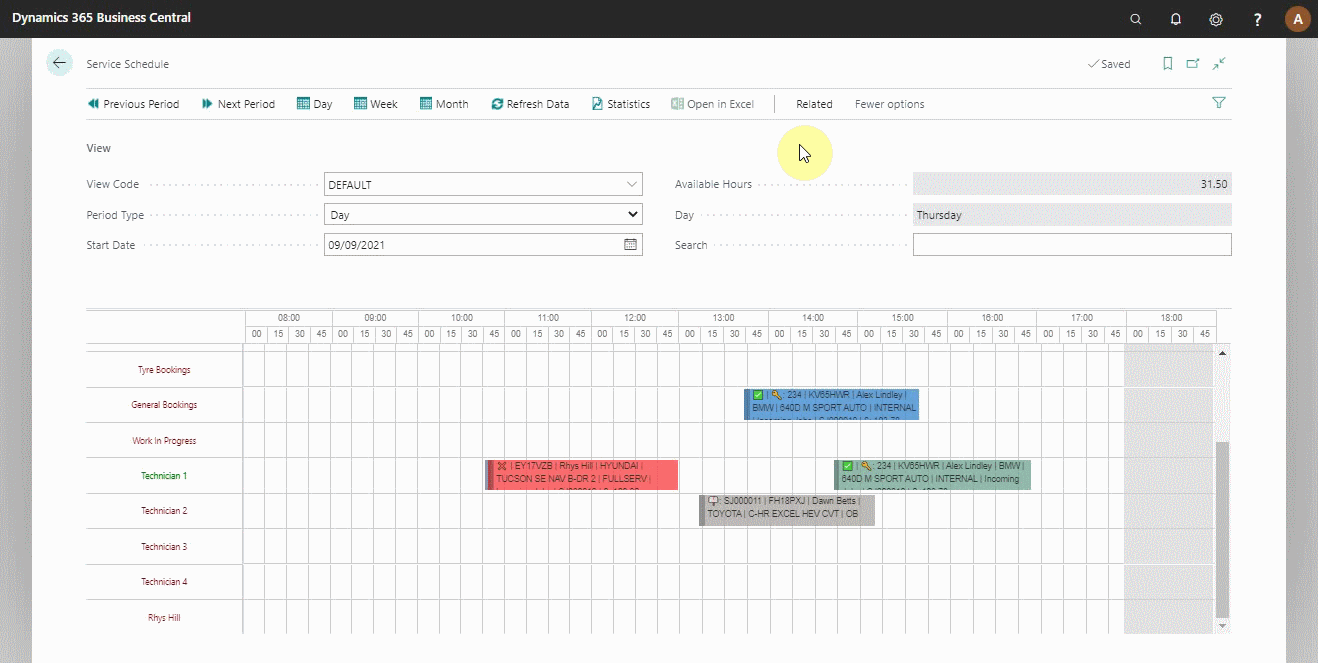 Dynamics 365 Business Central
?
A
Service Schedule
Saved
Previous Period
Next Period
Day
Week
Month
Refresh Data
Statistics
Open in Excel
Related
Fewer options
View
View Code
DEFAULT
Available Hours
31.50
Period Type
Day
Day
Thursday
Start Date
09/09/2021
Search
08:00 09:00 10:00 11:00 12:00 13:00 14:00 15:00 16:00 17:00 18:00
00 15 30 45 00 15 30 45 00 15 30 45 00 15 30 45 00 15 30 45 00 15 30 45 00 15 30 45 00 15 30 45 00 15 30 45 00 15 30 45 00 15 30 45
Tyre Bookings
General Bookings
| : 234 | KV65HWR | Alex Lindley |
BMW | 640D M SPORT AUTO | INTERNAL
Work In Progress
Technician 1
| EY17VZB | Rhys Hill | HYUNDAI |
TUCSON SE NAV B-DR 2 | FULLSERV |
| : 234 | KV65HWR | Alex Lindley | BMW |
640D M SPORT AUTO | INTERNAL | Incoming
Technician 2
: SJ000011 | FH18PXJ | Dawn Betts |
TOYOTA | C-HR EXCEL HEV CVT | OB
Technician 3
Technician 4
Rhys Hill